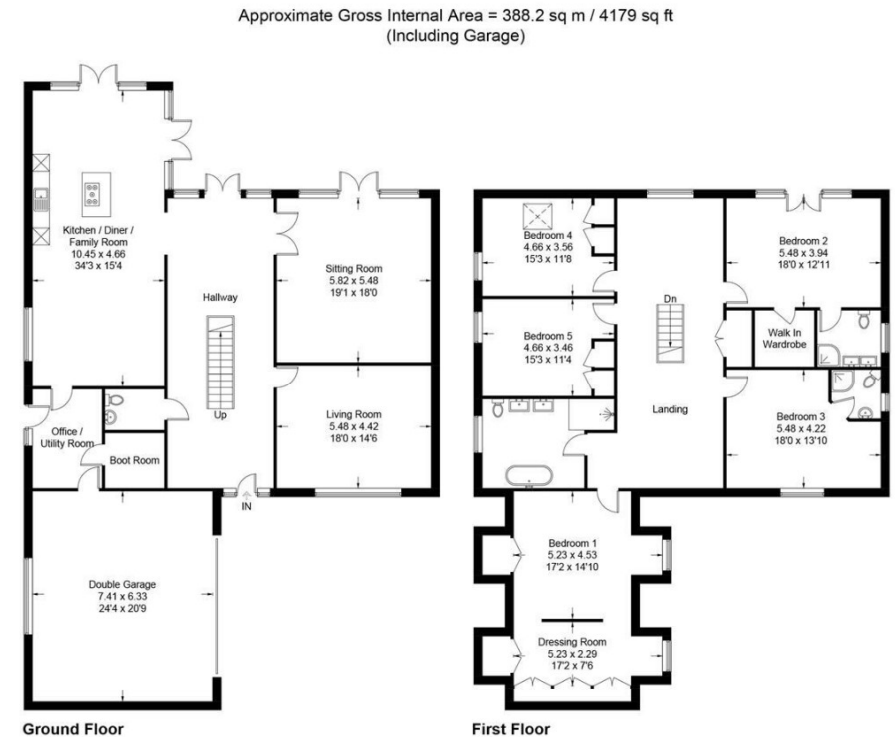 Approximate Gross Internal Area = 388.2 sq m / 4179 sq ft
(Including Garage)
Kitchen / Diner /
Family Room
10.45 x 4.66
34'3 x 15'4
Hallway
Sitting Room
5.82 x 5.48
19'1 x 18'0
Up
Living Room
5.48 x 4.42
18'0 x 14'6
Office /
Utility Room
Boot Room
IN
Double Garage
7.41 x 6.33
24'4 x 20'9
Ground Floor
Bedroom 4
4.66 x 3.56
15'3 x 11'8
Bedroom 2
5.48 x 3.94
18'0 x 12'11
Dn
Bedroom 5
4.66 x 3.46
15'3 x 11'4
Walk In
Wardrobe
Landing
Bedroom 3
5.48 x 4.22
18'0 x 13'10
Bedroom 1
5.23 x 4.53
17'2 x 14'10
Dressing Room
5.23 x 2.29
17'2 x 7'6
First Floor